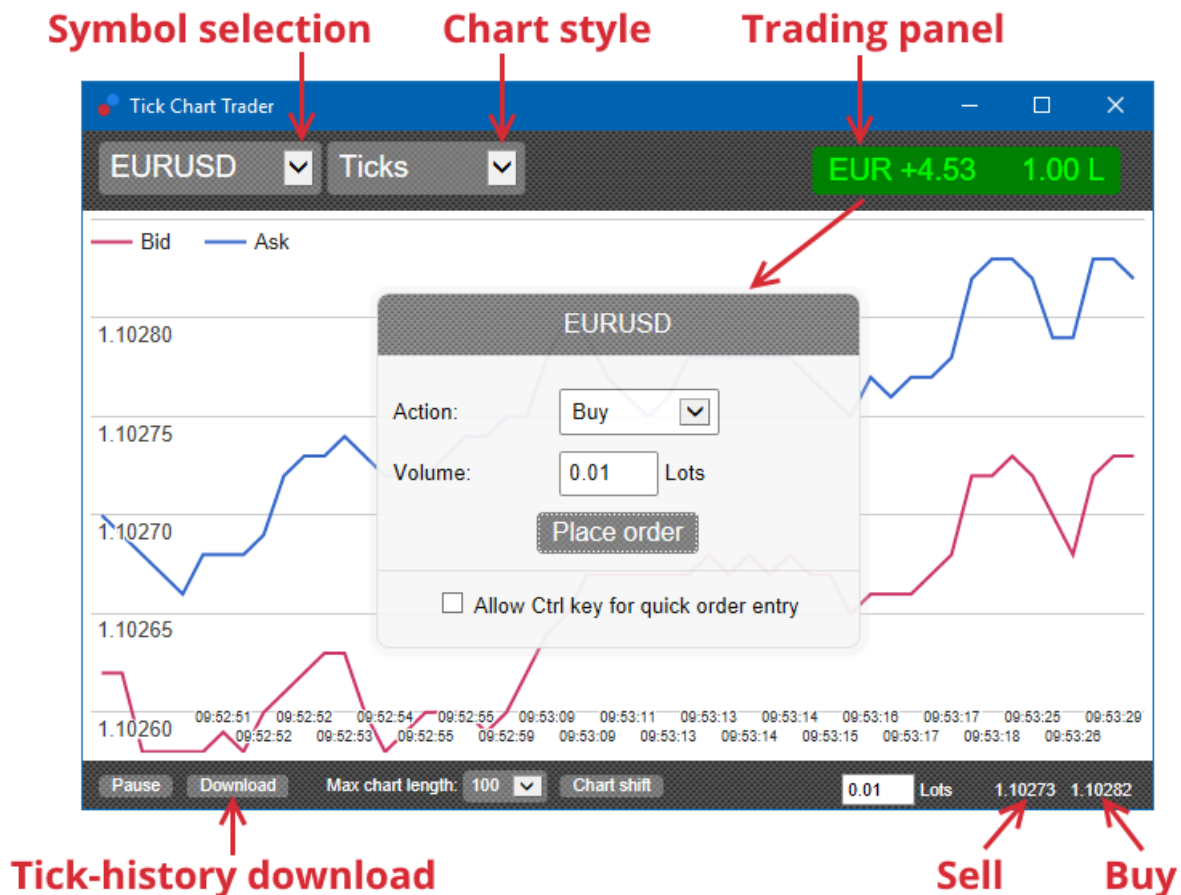 Symbol selection Chart style Trading panel
Tick Chart Trader
EURUSD Ticks EUR +4.53 1.00 L
Bid Ask
EURUSD
1.10280
Action: Buy
1.10275
Volume: 0.01 Lots
1.10270
Place order
Allow Ctrl key for quick order entry
1.10265
09:52:51 09:52:52 09:52:54 09:52:55 09:53:09 09:53:11 09:53:13 09:53:14 09:53:16 09:53:17 09:53:25 09:53:29
1.10260
09:52:52 09:52:53 09:52:55 09:52:59 09:53:09 09:53:13 09:53:14 09:53:15 09:53:17 09:53:18 09:53:26
Pause Download Max chart length: 100 Chart shift 0.01 Lots 1.10273 1.10282
Tick-history download Sell Buy